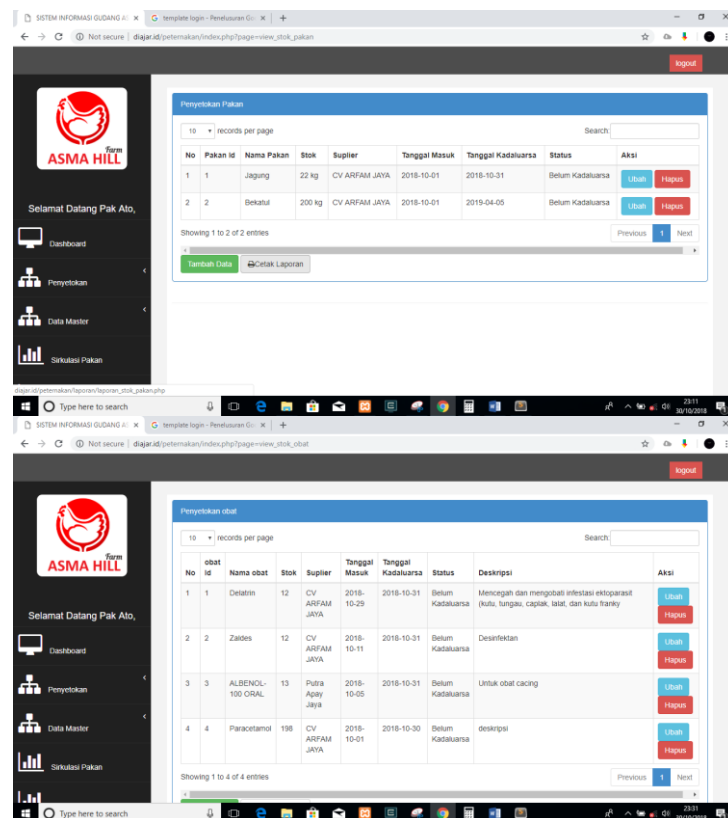 SISTEM INFORMASI GUDANG A
template login - Penelusuran Go
Not secure | diajar.id/peternakan/index.php?page=view_stok_pakan
logout
Farm
ASMA HILL
Selamat Datang Pak Ato,
Dashboard
Penyetokan
Data Master
Sirkulasi Pakan
Penyetokan Pakan
10 records per page Search:
No Pakan Id Nama Pakan Stok Suplier Tanggal Masuk Tanggal Kadaluarsa Status Aksi
1 1 Jagung 22 kg CV ARFAM JAYA 2018-10-01 2018-10-31 Belum Kadaluarsa Ubah Hapus
2 2 Bekatul 200 kg CV ARFAM JAYA 2018-10-01 2019-04-05 Belum Kadaluarsa Ubah Hapus
Showing 1 to 2 of 2 entries Previous 1 Next
Tambah Data Cetak Laporan
diajar.id/peternakan/laporan/laporan_stok_pakan.php
Type here to search
23:11
30/10/2018
SISTEM INFORMASI GUDANG A
template login - Penelusuran Go
Not secure | diajar.id/peternakan/index.php?page=view_stok_obat
logout
Farm
ASMA HILL
Selamat Datang Pak Ato,
Dashboard
Penyetokan
Data Master
Sirkulasi Pakan
Penyetokan obat
10 records per page Search:
No obat id Nama obat Stok Suplier Tanggal Masuk Tanggal Kadaluarsa Status Deskripsi Aksi
1 1 Delatrin 12 CV ARFAM JAYA 2018-10-29 2018-10-31 Belum Kadaluarsa Mencegah dan mengobati infestasi ektoparasit (kutu, tungau, caplak, lalat, dan kutu franky Ubah Hapus
2 2 Zaldes 12 CV ARFAM JAYA 2018-10-11 2018-10-31 Belum Kadaluarsa Desinfektan Ubah Hapus
3 3 ALBENOL-100 ORAL 13 Putra Apay Jaya 2018-10-05 2018-10-31 Belum Kadaluarsa Untuk obat cacing Ubah Hapus
4 4 Paracetamol 198 CV ARFAM JAYA 2018-10-01 2018-10-30 Belum Kadaluarsa deskripsi Ubah Hapus
Showing 1 to 4 of 4 entries Previous 1 Next
Type here to search
23:31
30/10/2018